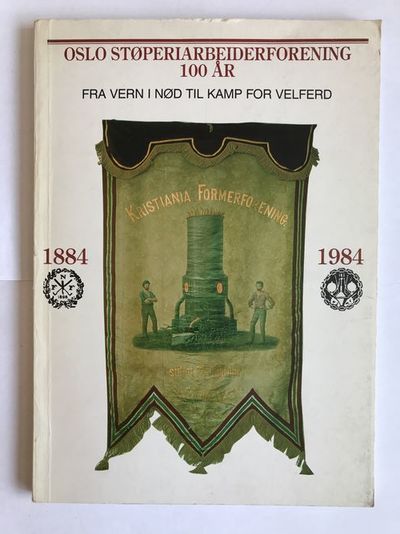 OSLO STØPERIARBEIDERFORENING
100 ÅR
FRA VERN I NØD TIL KAMP FOR VELFERD
KRISTIANIA FORMERFORENING.
1884
1984